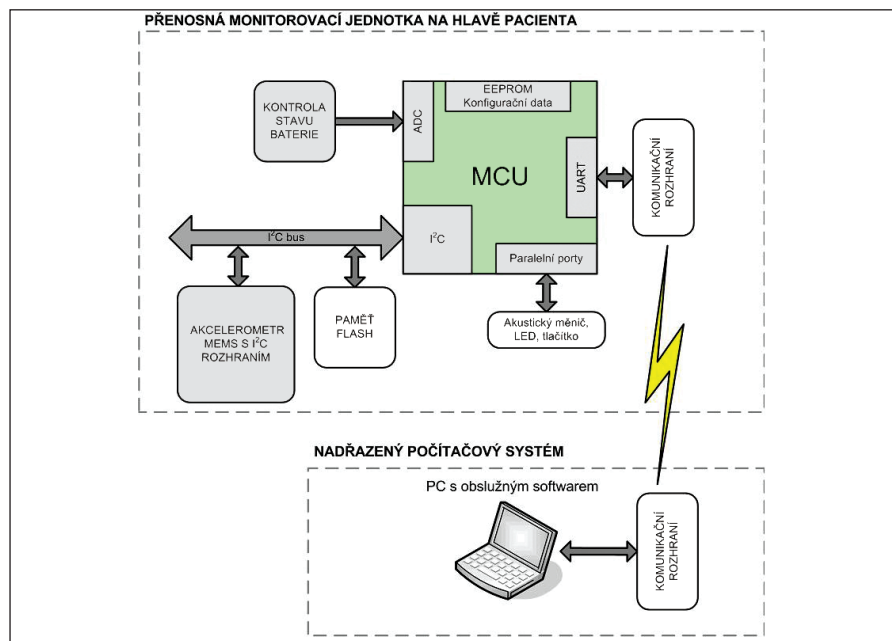 PŘENOSNÁ MONITOROVACÍ JEDNOTKA NA HLAVĚ PACIENTA
KONTROLA
STAVU
BATERIE
ADC
EEPROM
Konfigurační data
MCU
UART
KOMUNIKAČNÍ
ROZHRANÍ
I²C bus
I²C
Paralelní porty
AKCELEROMETR
MEMS S I²C
ROZHRANÍM
PAMĚŤ
FLASH
Akustický měnič,
LED, tlačítko
NADŘAZENÝ POČÍTAČOVÝ SYSTÉM
PC s obslužným softwarem
KOMUNIKAČNÍ
ROZHRANÍ